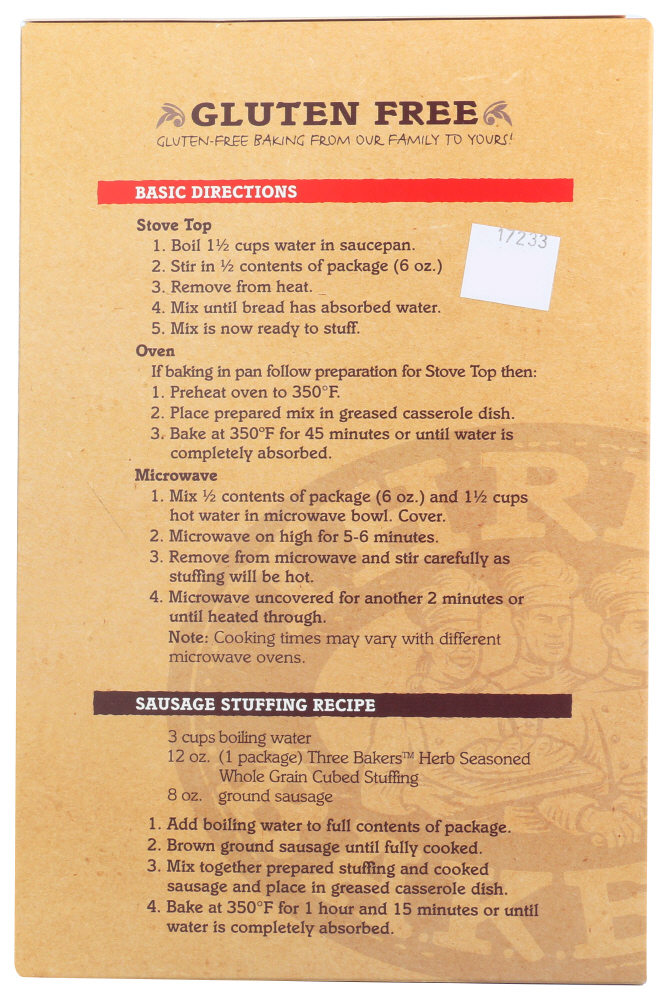 GLUTEN FREE
GLUTEN-FREE BAKING FROM OUR FAMILY TO YOURS!
BASIC DIRECTIONS
17233
Stove Top
1. Boil 1½ cups water in saucepan.
2. Stir in ½ contents of package (6 oz.)
3. Remove from heat.
4. Mix until bread has absorbed water.
5. Mix is now ready to stuff.
Oven
If baking in pan follow preparation for Stove Top then:
1. Preheat oven to 350°F.
2. Place prepared mix in greased casserole dish.
3. Bake at 350°F for 45 minutes or until water is
completely absorbed.
Microwave
1. Mix ½ contents of package (6 oz.) and 1½ cups
hot water in microwave bowl. Cover.
2. Microwave on high for 5-6 minutes.
3. Remove from microwave and stir carefully as
stuffing will be hot.
4. Microwave uncovered for another 2 minutes or
until heated through.
Note: Cooking times may vary with different
microwave ovens.
SAUSAGE STUFFING RECIPE
3 cups boiling water
12 oz. (1 package) Three Bakers™ Herb Seasoned
Whole Grain Cubed Stuffing
8 oz. ground sausage
1. Add boiling water to full contents of package.
2. Brown ground sausage until fully cooked.
3. Mix together prepared stuffing and cooked
sausage and place in greased casserole dish.
4. Bake at 350°F for 1 hour and 15 minutes or until
water is completely absorbed.